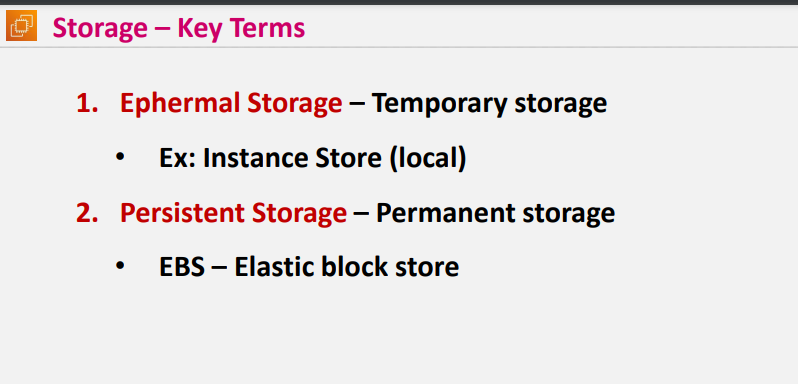 Storage – Key Terms
1. Ephermal Storage – Temporary storage
• Ex: Instance Store (local)
2. Persistent Storage – Permanent storage
• EBS – Elastic block store